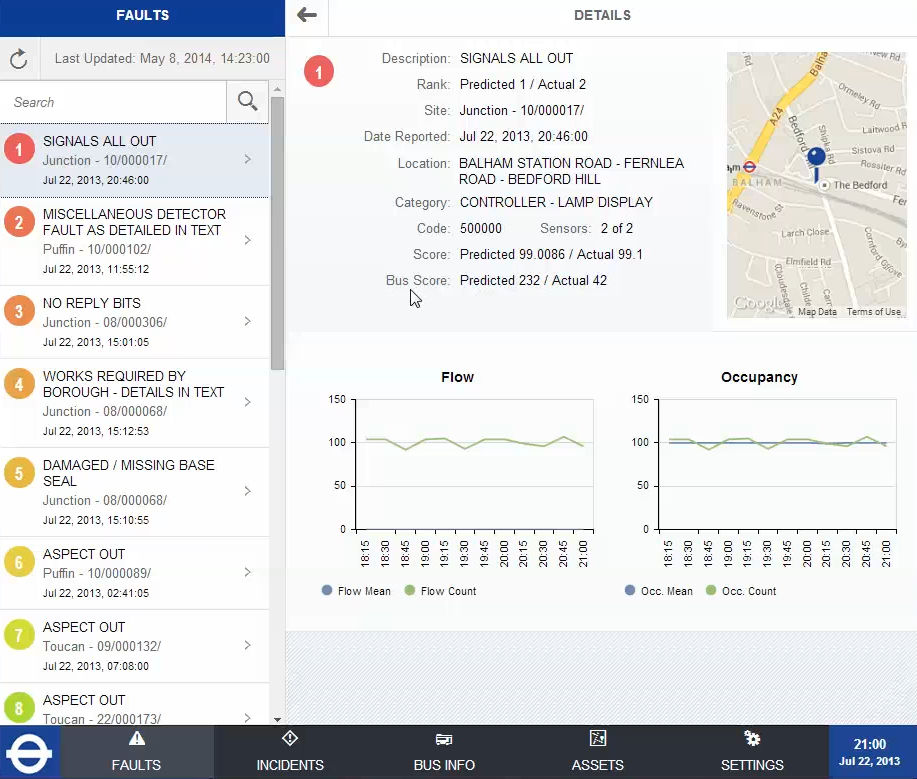 FAULTS
Last Updated: May 8, 2014, 14:23:00
Search
1
SIGNALS ALL OUT
Junction - 10/000017/
Jul 22, 2013, 20:46:00
2
MISCELLANEOUS DETECTOR
FAULT AS DETAILED IN TEXT
Puffin - 10/000102/
Jul 22, 2013, 11:55:12
3
NO REPLY BITS
Junction - 08/000306/
Jul 22, 2013, 15:01:05
4
WORKS REQUIRED BY
BOROUGH - DETAILS IN TEXT
Junction - 08/000068/
Jul 22, 2013, 15:12:53
5
DAMAGED / MISSING BASE
SEAL
Junction - 08/000068/
Jul 22, 2013, 15:10:55
6
ASPECT OUT
Puffin - 10/000089/
Jul 22, 2013, 02:41:05
7
ASPECT OUT
Toucan - 09/000132/
Jul 22, 2013, 07:08:00
8
ASPECT OUT
Toucan - 22/000173/
DETAILS
1
Description: SIGNALS ALL OUT
Rank: Predicted 1 / Actual 2
Site: Junction - 10/000017/
Date Reported: Jul 22, 2013, 20:46:00
Location: BALHAM STATION ROAD - FERNLEA
ROAD - BEDFORD HILL
Category: CONTROLLER - LAMP DISPLAY
Code: 500000 Sensors: 2 of 2
Score: Predicted 99.0086 / Actual 99.1
Bus Score: Predicted 232 / Actual 42
New Rd
Balha
Ormeley Rd
A24
Laitwood
Bedford
Shipka Rd
Sistova Rd
Rossiter Rd
BALHAM
The Bedford
Fer
Ravenstone St
Larch Close
Cornford Grove
Elmfield Rd
Cloudesdale
Childe
Google
Map Data Terms of Use
Flow
150
100
50
0
18:15
18:30
18:45
19:00
19:15
19:30
19:45
20:00
20:15
20:30
20:45
21:00
Flow Mean Flow Count
Occupancy
150
100
50
0
18:15
18:30
18:45
19:00
19:15
19:30
19:45
20:00
20:15
20:30
20:45
21:00
Occ. Mean Occ. Count
FAULTS
INCIDENTS
BUS INFO
ASSETS
SETTINGS
21:00
Jul 22, 2013